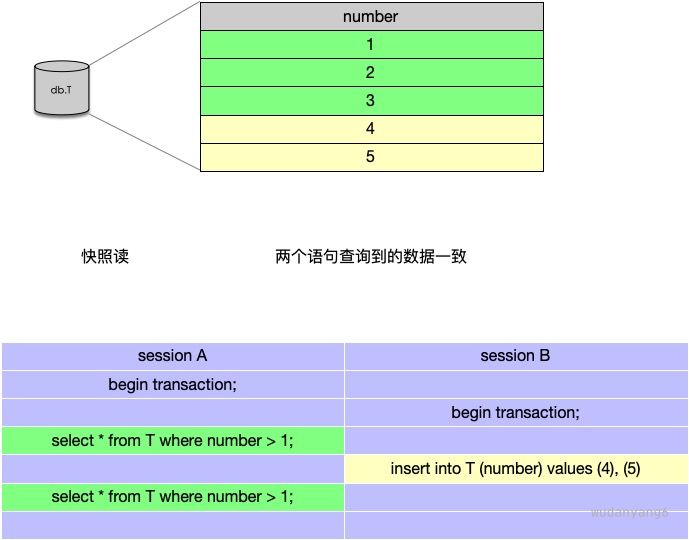 number
1
2
db.T
3
4
5
快照读 两个语句查询到的数据一致
session A session B
begin transaction;
begin transaction;
select * from T where number > 1;
insert into T (number) values (4), (5)
select * from T where number > 1;
wudanyang6